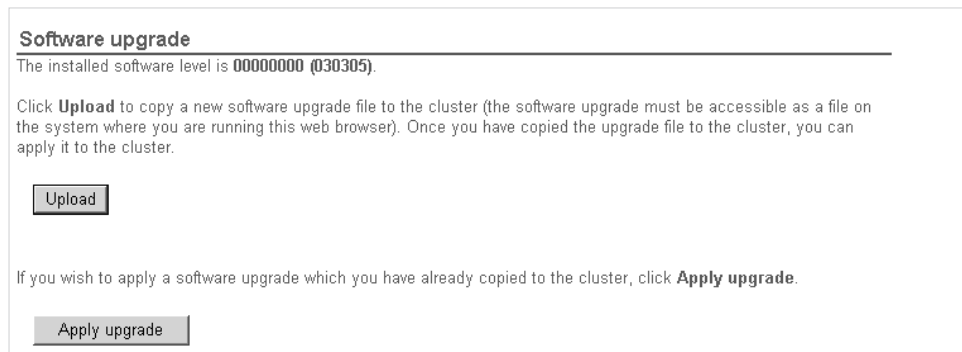 Software upgrade
The installed software level is 00000000 (030305).
Click Upload to copy a new software upgrade file to the cluster (the software upgrade must be accessible as a file on
the system where you are running this web browser). Once you have copied the upgrade file to the cluster, you can
apply it to the cluster.
Upload
If you wish to apply a software upgrade which you have already copied to the cluster, click Apply upgrade.
Apply upgrade